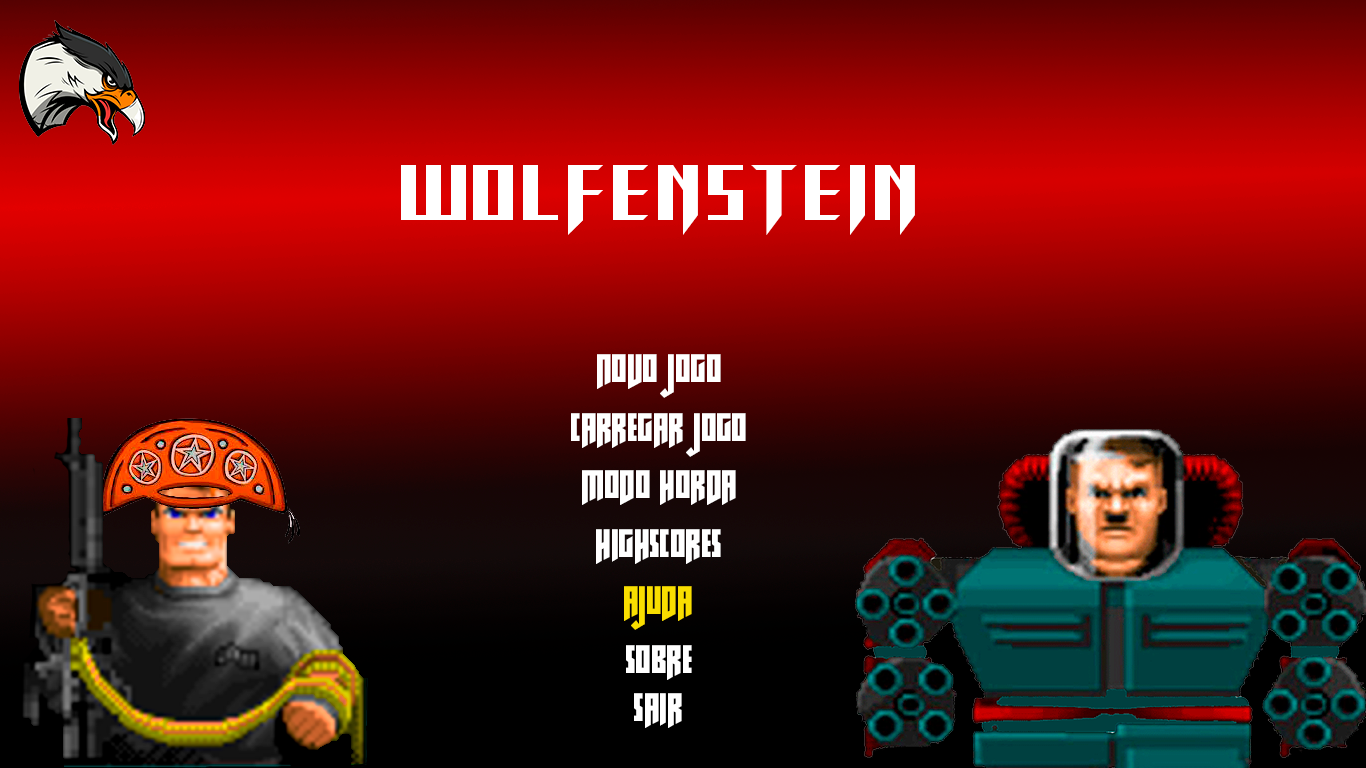 WOLFENSTEIN
NOVO JOGO
CARREGAR JOGO
MODO HORDA
HIGHSCORES
AJUDA
SOBRE
SAIR